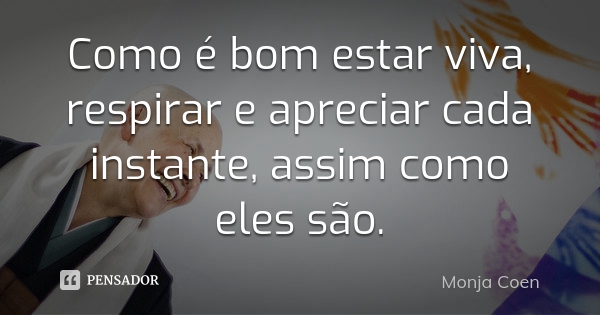 Como é bom estar viva,
respirar e apreciar cada
instante, assim como
eles são.
PENSADOR
Monja Coen